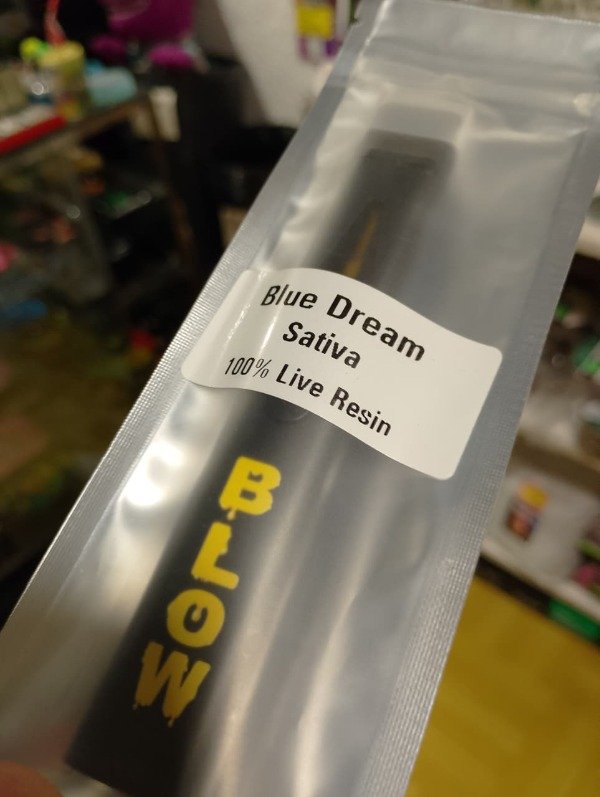 Blue Dream
Sativa
100% Live Resin
BLOW